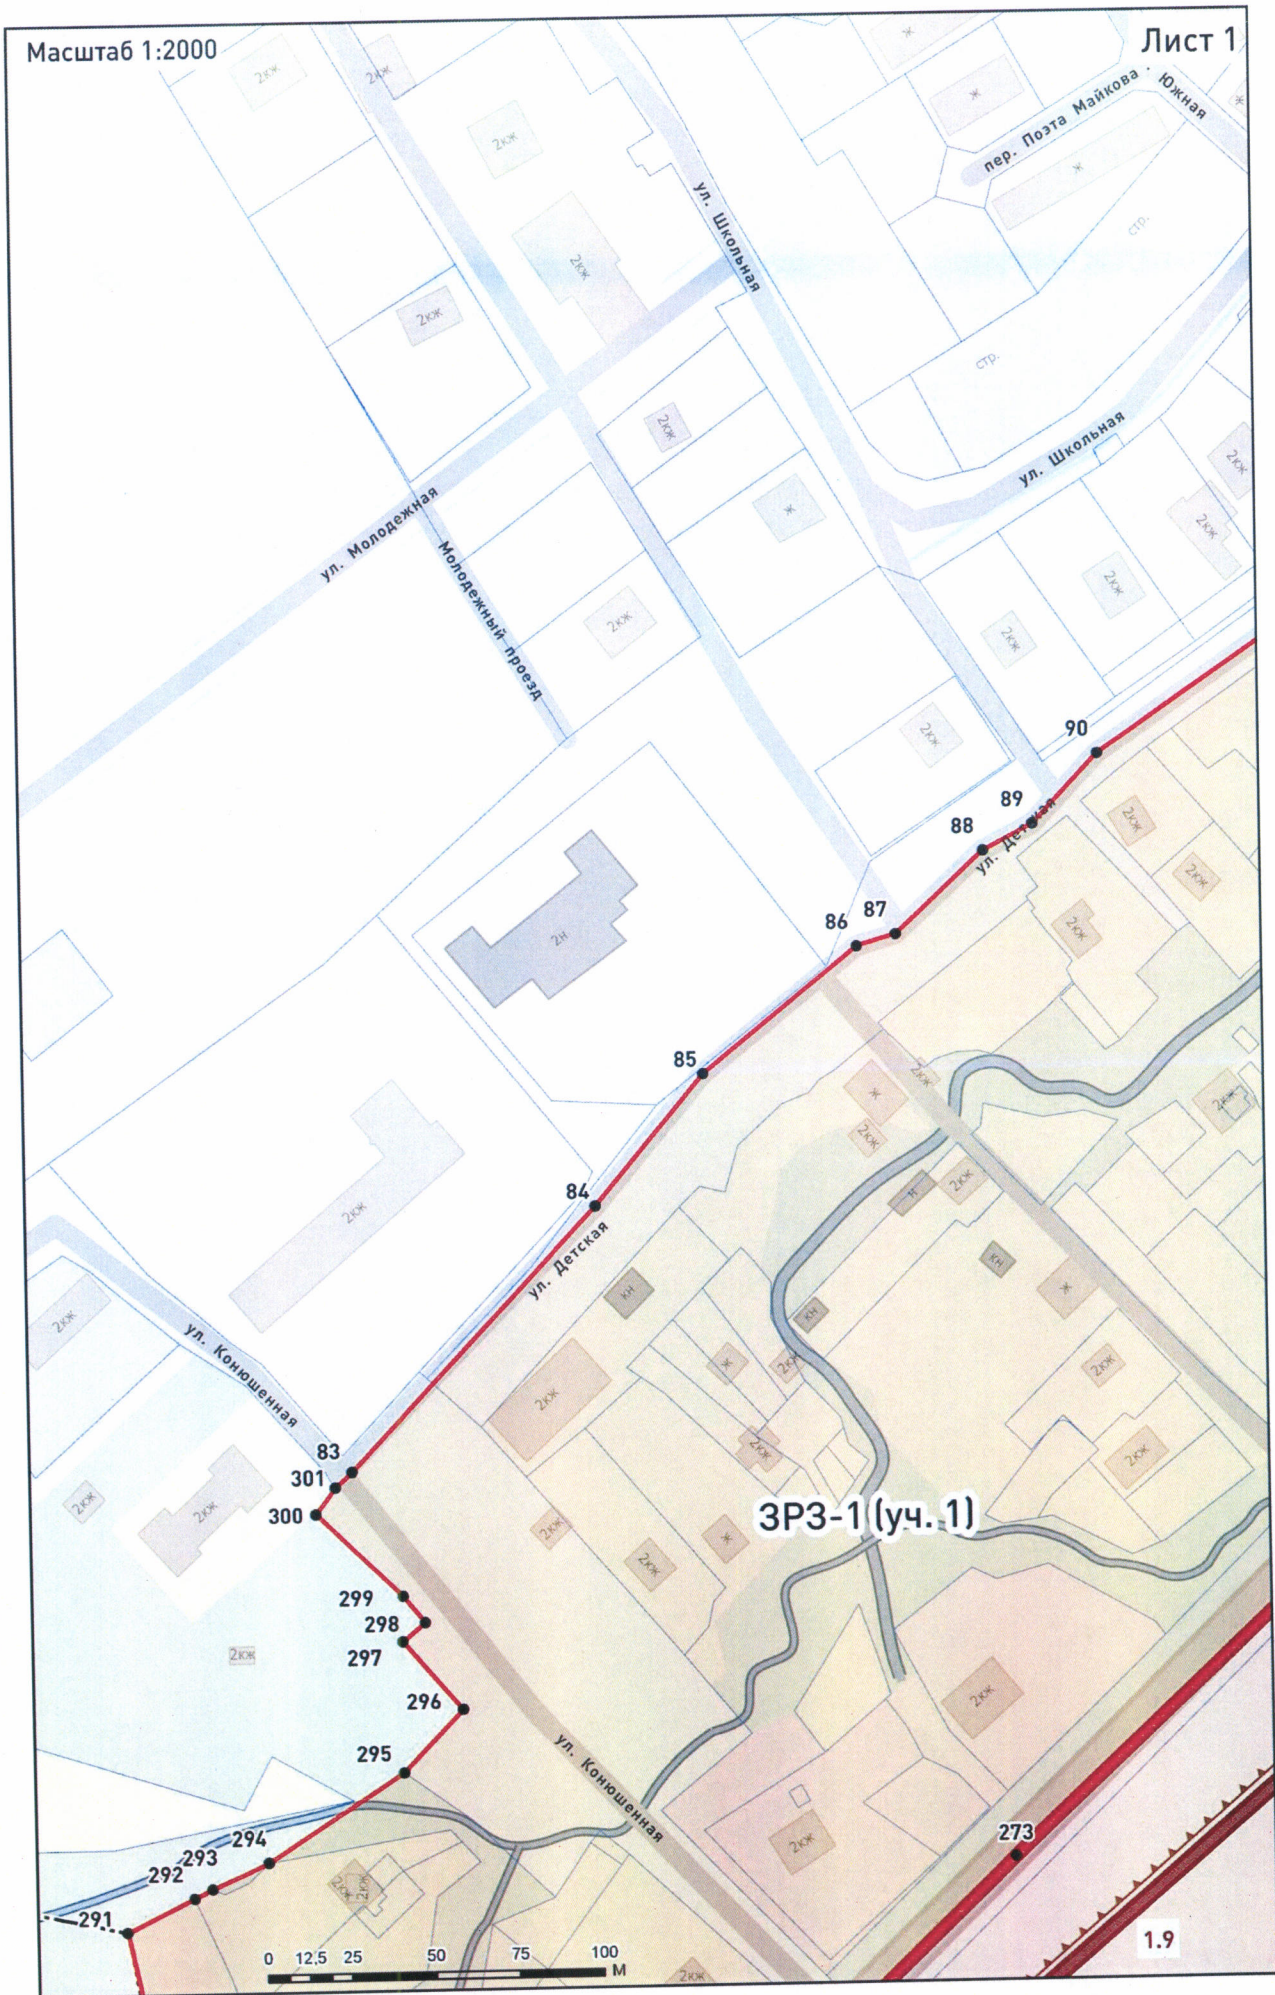 Масштаб 1:2000
Лист 1
2кж
2кж
ж
пер. Поэта Майкова
Южная
ж
ж
2кж
ж
ул. Школьная
стр.
2кж
2кж
стр.
2кж
ул. Школьная
2кж
ул. Молодежная
ж
2кж
Молодежный проезд
2кж
2кж
2кж
2кж
90
89
88
ул. Детская
2кж
2кж
2кж
86
87
2н
85
2кж
ж
2кж
2кж
84
н
2кж
2кж
ул. Детская
кн
кн
кн
ж
2кж
ул. Конюшенная
ж
2кж
2кж
2кж
83
2кж
2кж
301
300
2кж
2кж
ЗРЗ-1 (уч. 1)
2кж
ж
2кж
299
298
297
2кж
296
2кж
295
ул. Конюшенная
294
293
292
291
2кж
2кж
2кж
273
1.9
0 12,5 25 50 75 100
М
2кж